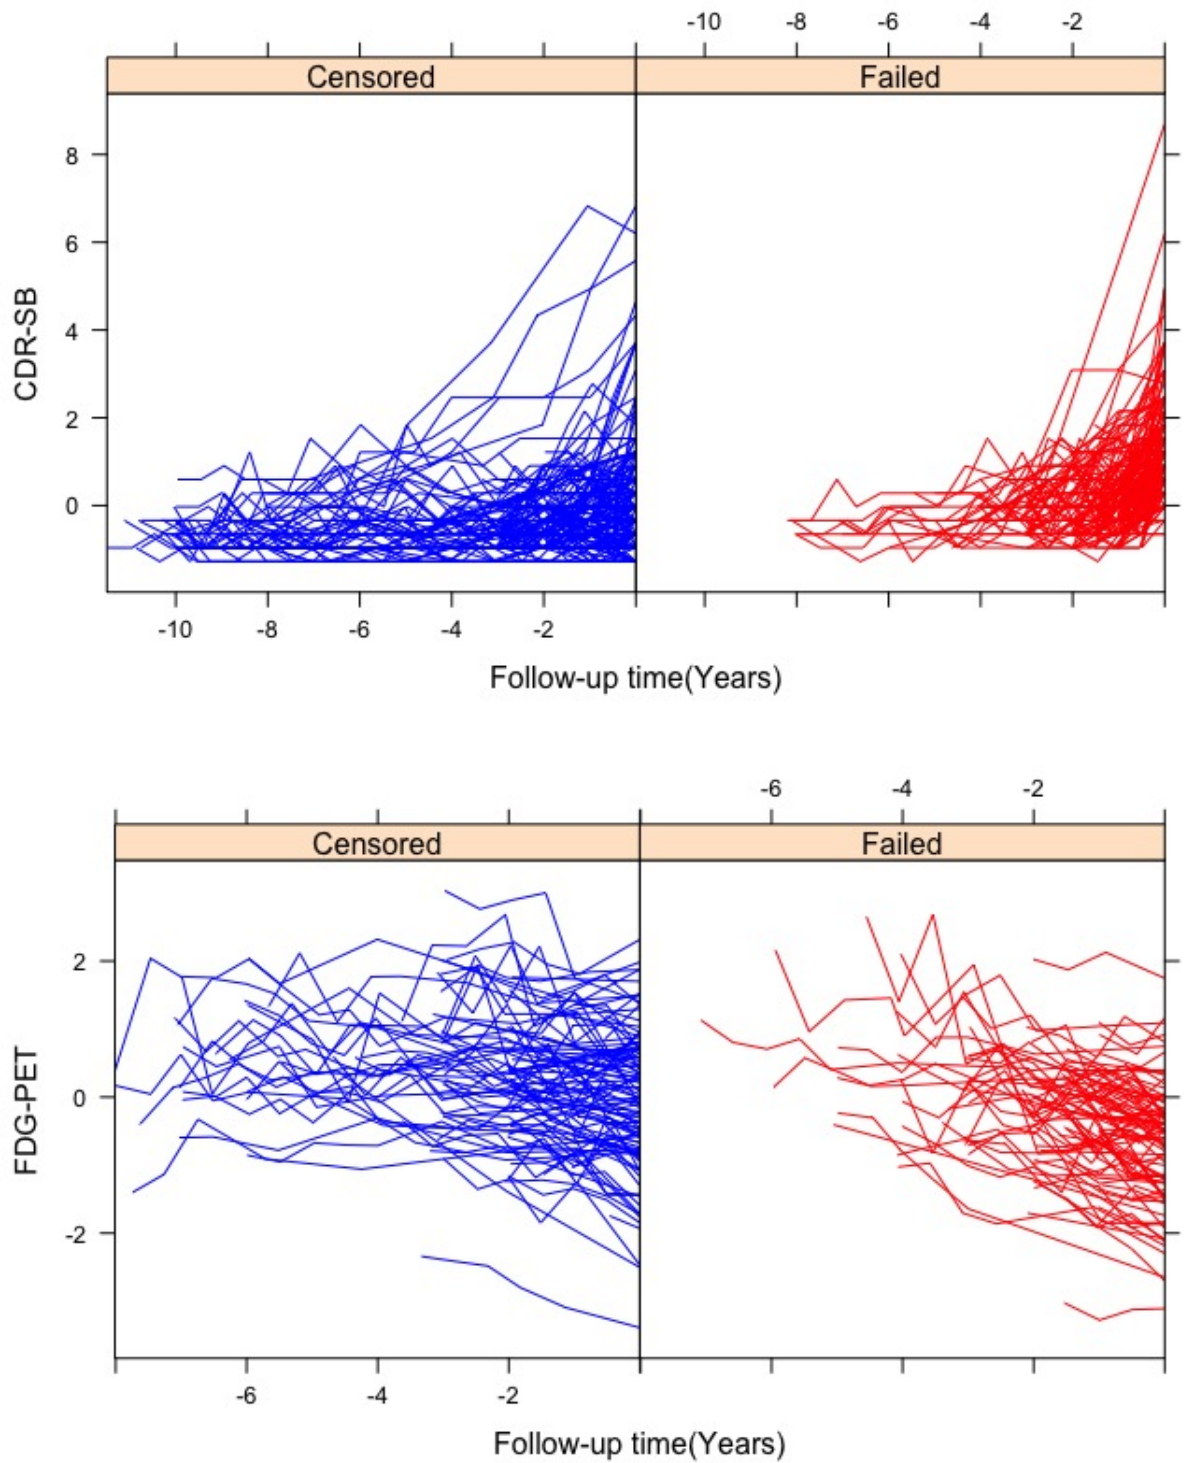 -10 -8 -6 -4 -2
Censored Failed
8
6
4
2
0
CDR-SB
-10 -8 -6 -4 -2
Follow-up time(Years)
-6 -4 -2
Censored Failed
2
0
-2
FDG-PET
-6 -4 -2
Follow-up time(Years)